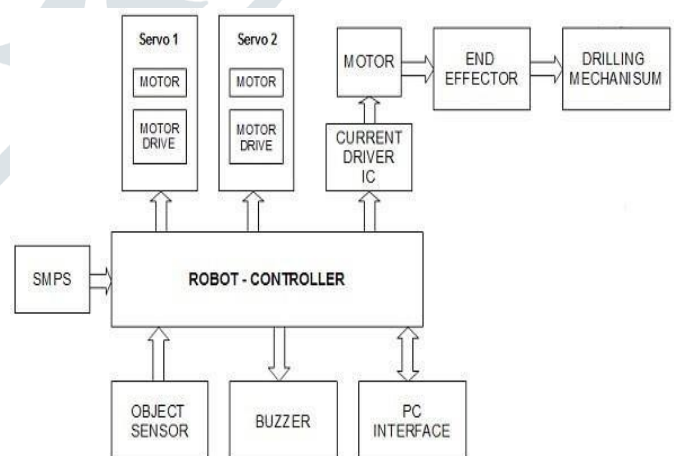 Servo 1
MOTOR
MOTOR
DRIVE
Servo 2
MOTOR
MOTOR
DRIVE
MOTOR
END
EFFECTOR
DRILLING
MECHANISUM
CURRENT
DRIVER
IC
SMPS
ROBOT - CONTROLLER
OBJECT
SENSOR
BUZZER
PC
INTERFACE